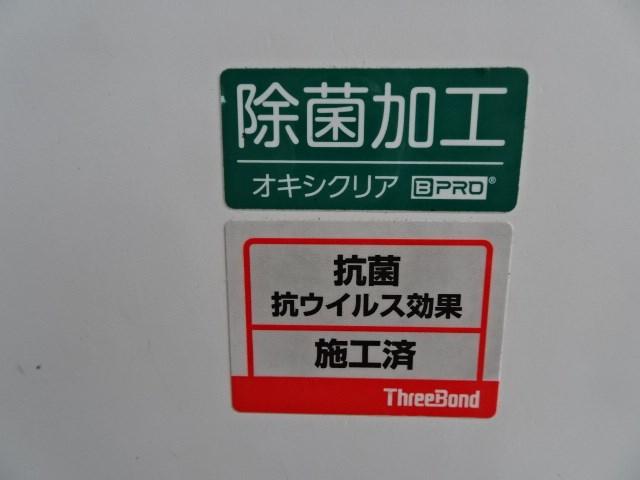 除菌加工
オキシクリア BPRO®
抗菌
抗ウイルス効果
施工済
ThreeBond